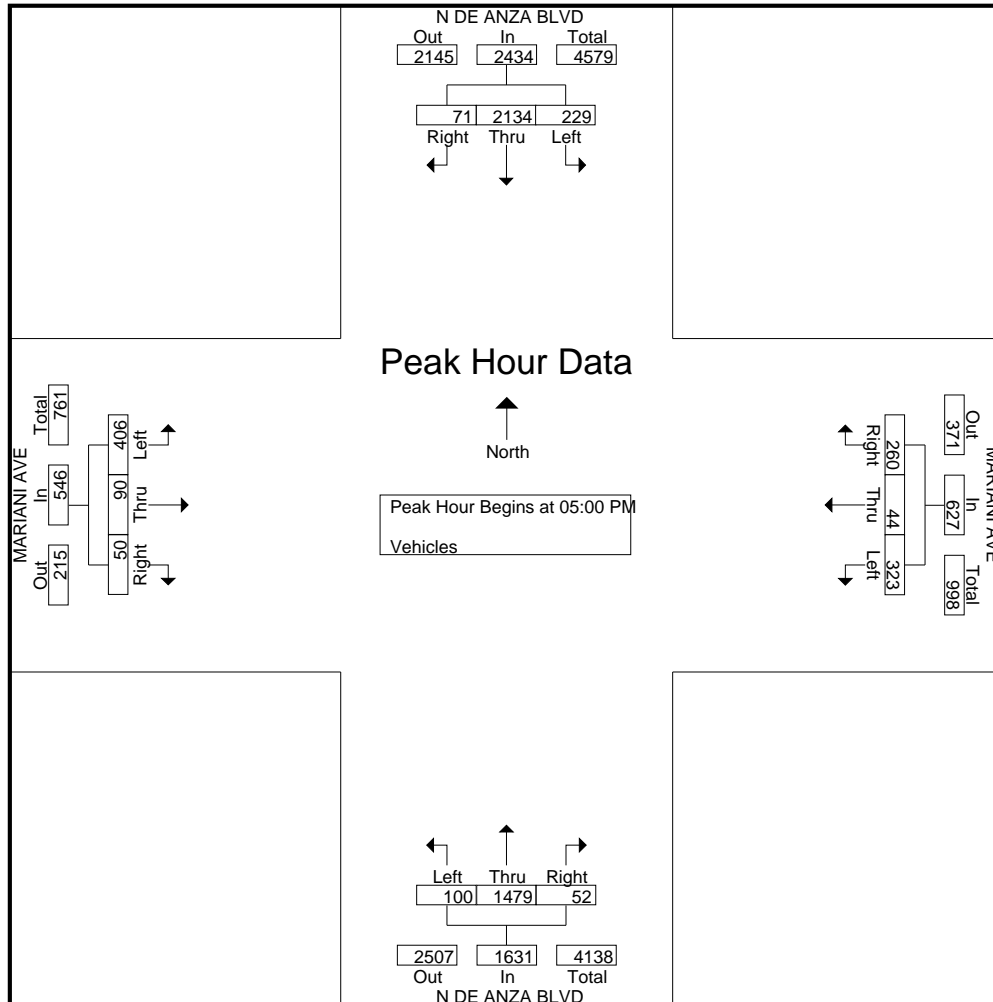 N DE ANZA BLVD
Out In Total
2145 2434 4579
71 2134 229
Right Thru Left
Peak Hour Data
North
Peak Hour Begins at 05:00 PM
Vehicles
MARIANI AVE
Total In Out
761 546 215
406 90 50
Left Thru Right
MARIANI AVE
Out In Total
371 627 998
260 44 323
Right Thru Left
Left Thru Right
100 1479 52
2507 1631 4138
Out In Total
N DE ANZA BLVD